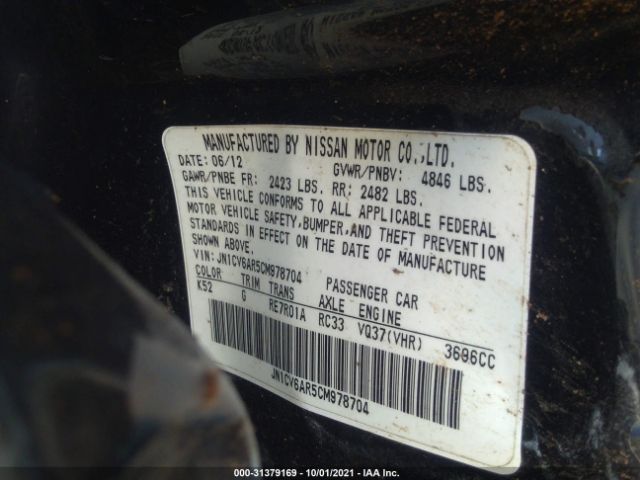 MANUFACTURED BY NISSAN MOTOR CO.,LTD.
DATE: 06/12 GVWR/PNBV: 4846 LBS.
GAWR/PNBE FR: 2423 LBS. RR: 2482 LBS.
THIS VEHICLE CONFORMS TO ALL APPLICABLE FEDERAL
MOTOR VEHICLE SAFETY, BUMPER, AND THEFT PREVENTION
STANDARDS IN EFFECT ON THE DATE OF MANUFACTURE
SHOWN ABOVE.
VIN: JN1CV6AR5CM978704 PASSENGER CAR
COLOR TRIM TRANS AXLE ENGINE
K52 G RE7R01A RC33 VQ37(VHR) 3696CC
JN1CV6AR5CM978704
000-31379169 - 10/01/2021 - IAA Inc.